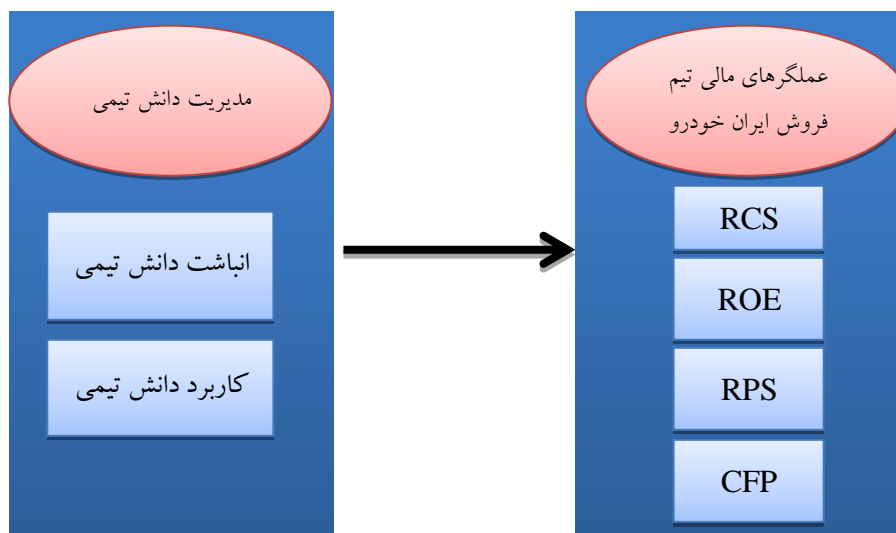 مدیریت دانش تیمی
انباشت دانش تیمی
کاربرد دانش تیمی
عملگرهای مالی تیم
فروش ایران خودرو
RCS
ROE
RPS
CFP